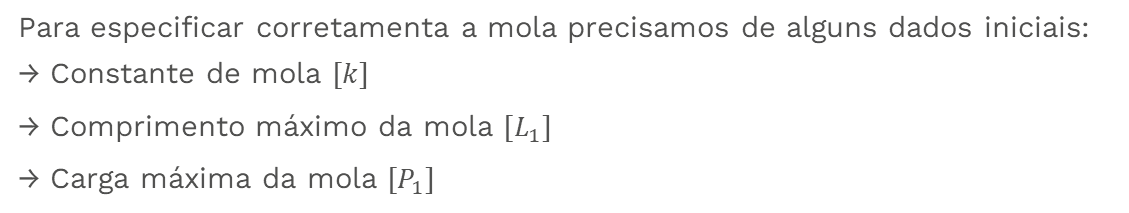 Para especificar corretamenta a mola precisamos de alguns dados iniciais:
→ Constante de mola [k]
→ Comprimento máximo da mola [L₁]
→ Carga máxima da mola [P₁]